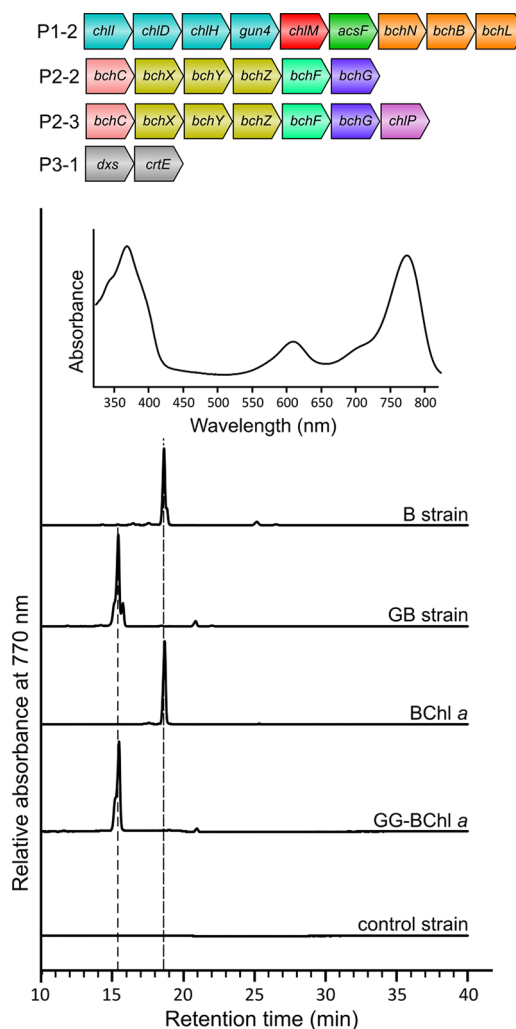 P1-2 chlI chlD chlH gun4 chlM acsF bchN bchB bchL
P2-2 bchC bchX bchY bchZ bchF bchG
P2-3 bchC bchX bchY bchZ bchF bchG chlP
P3-1 dxs crtE
Absorbance
350 400 450 500 550 600 650 700 750 800
Wavelength (nm)
Relative absorbance at 770 nm
B strain
GB strain
BChl a
GG-BChl a
control strain
10 15 20 25 30 35 40
Retention time (min)